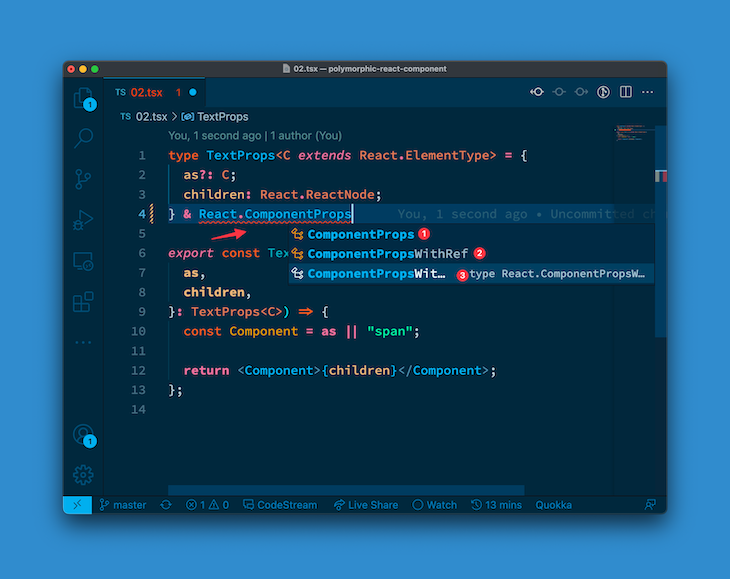 02.tsx — polymorphic-react-component
TS 02.tsx 1
1
TS 02.tsx > TextProps
You, 1 second ago | 1 author (You)
1 type TextProps<C extends React.ElementType> = {
2 as?: C;
3 children: React.ReactNode;
4 } & React.ComponentProps You, 1 second ago • Uncommitted ch
5 ComponentProps 1
ComponentPropsWithRef 2
ComponentPropsWit… 3 type React.ComponentPropsW…
6 export const Tex
7 as,
8 children,
9 }: TextProps<C>) => {
10 const Component = as || "span";
11
12 return <Component>{children}</Component>;
13 };
14
1
master 1 0 CodeStream Live Share Watch 13 mins Quokka